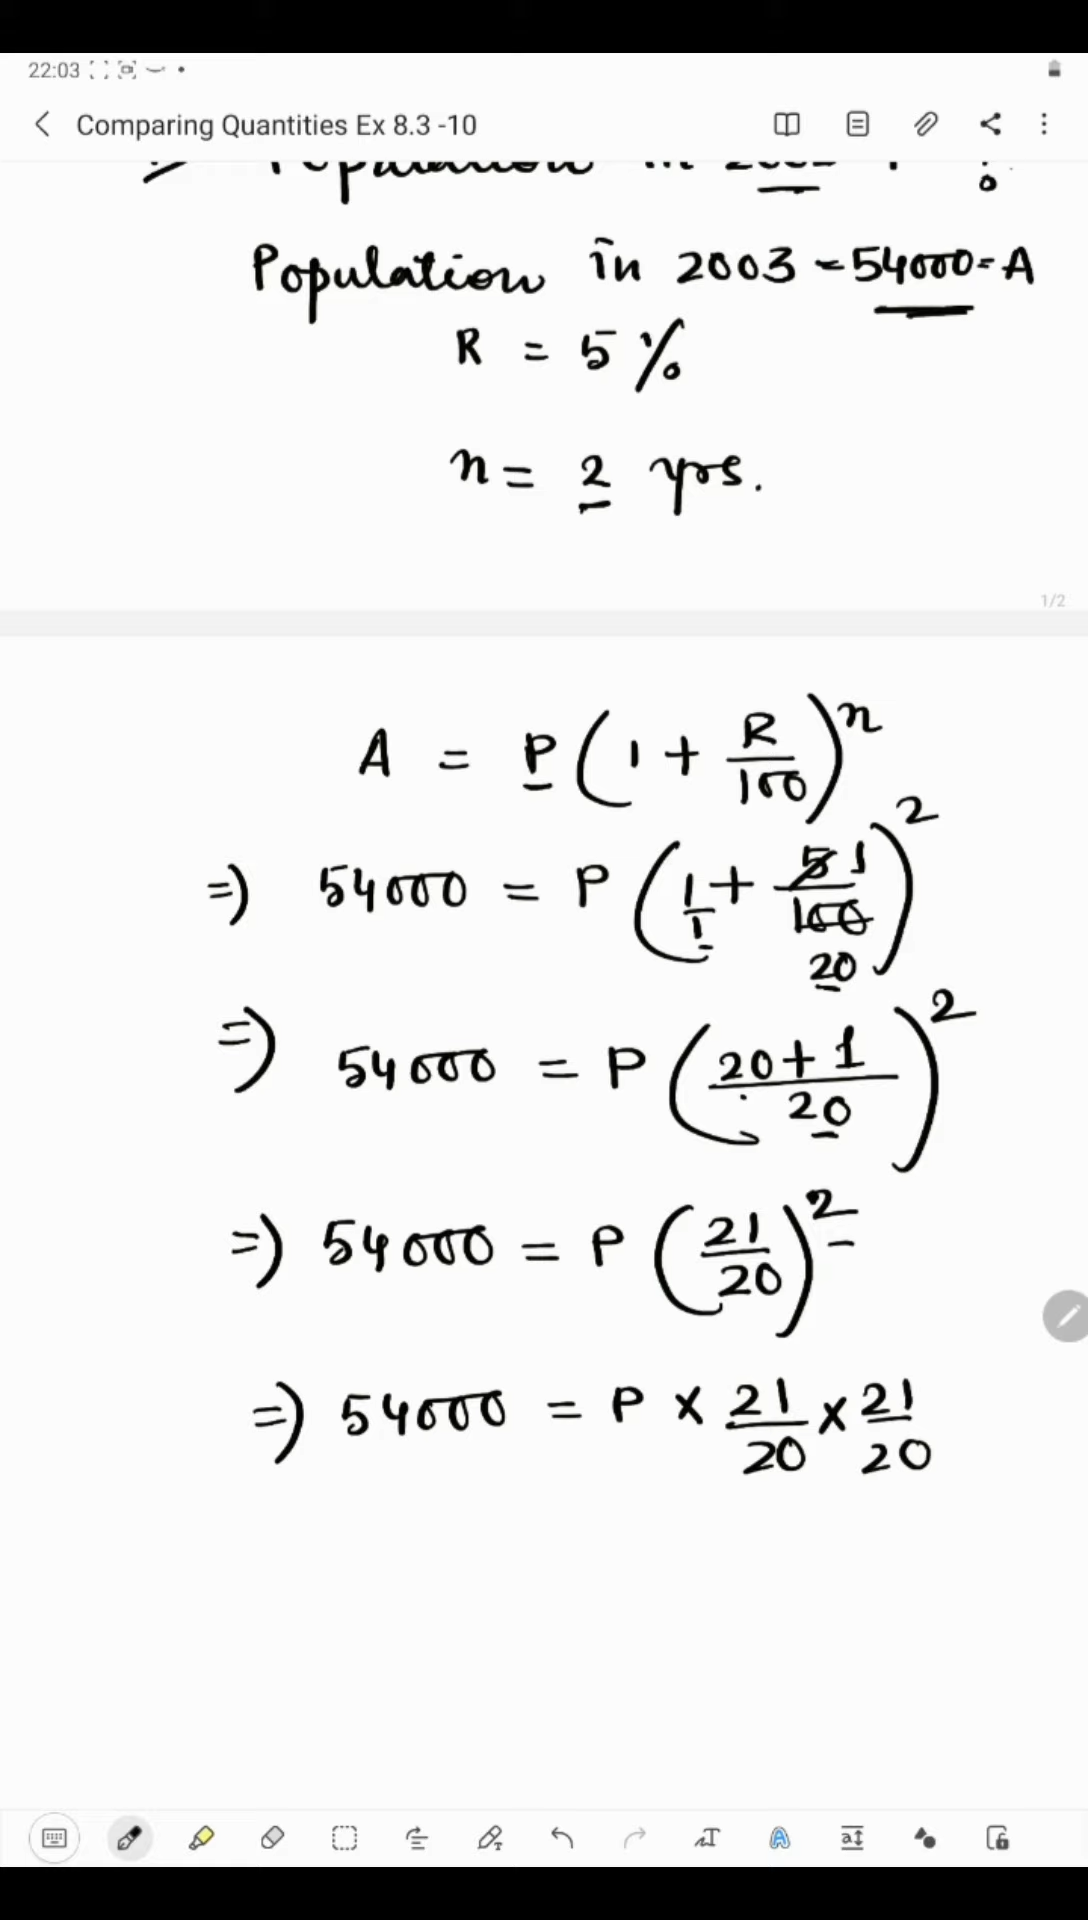 22:03
Comparing Quantities Ex 8.3 -10
Population in
Population in 2003 = 54000 = A
R = 5 %
n = 2 yrs.
1/2
A = P ( 1 + R/100 )^n
=) 54000 = P ( 1/1 + 5 1/100 20 )^2
=) 54000 = P ( 20 + 1/20 )^2
=) 54000 = P ( 21/20 )^2
=) 54000 = P × 21/20 × 21/20